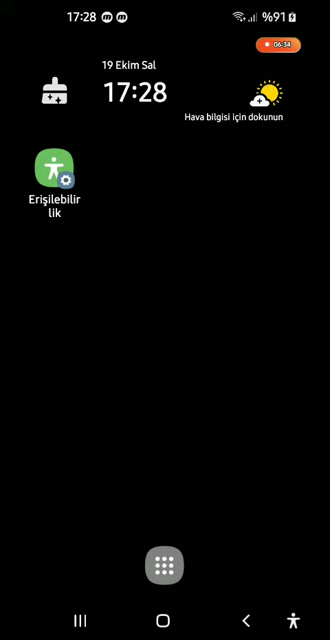 17:28 %91
06:34
19 Ekim Sal
17:28
Hava bilgisi için dokunun
Erişilebilir
lik